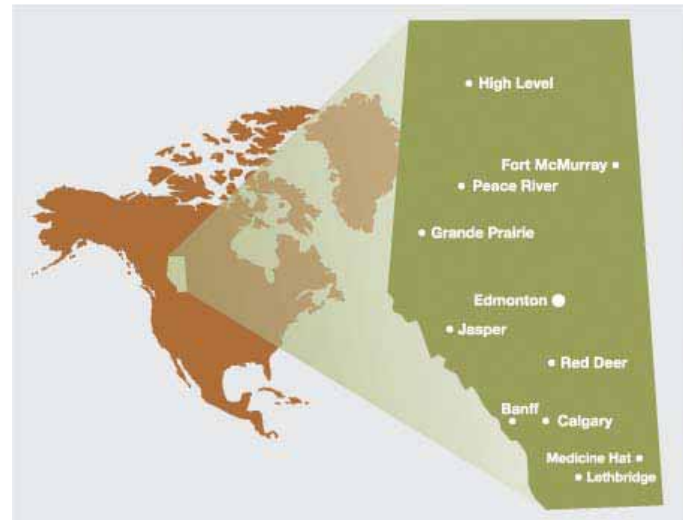 High Level
Fort McMurray
Peace River
Grande Prairie
Edmonton
Jasper
Red Deer
Banff
Calgary
Medicine Hat
Lethbridge